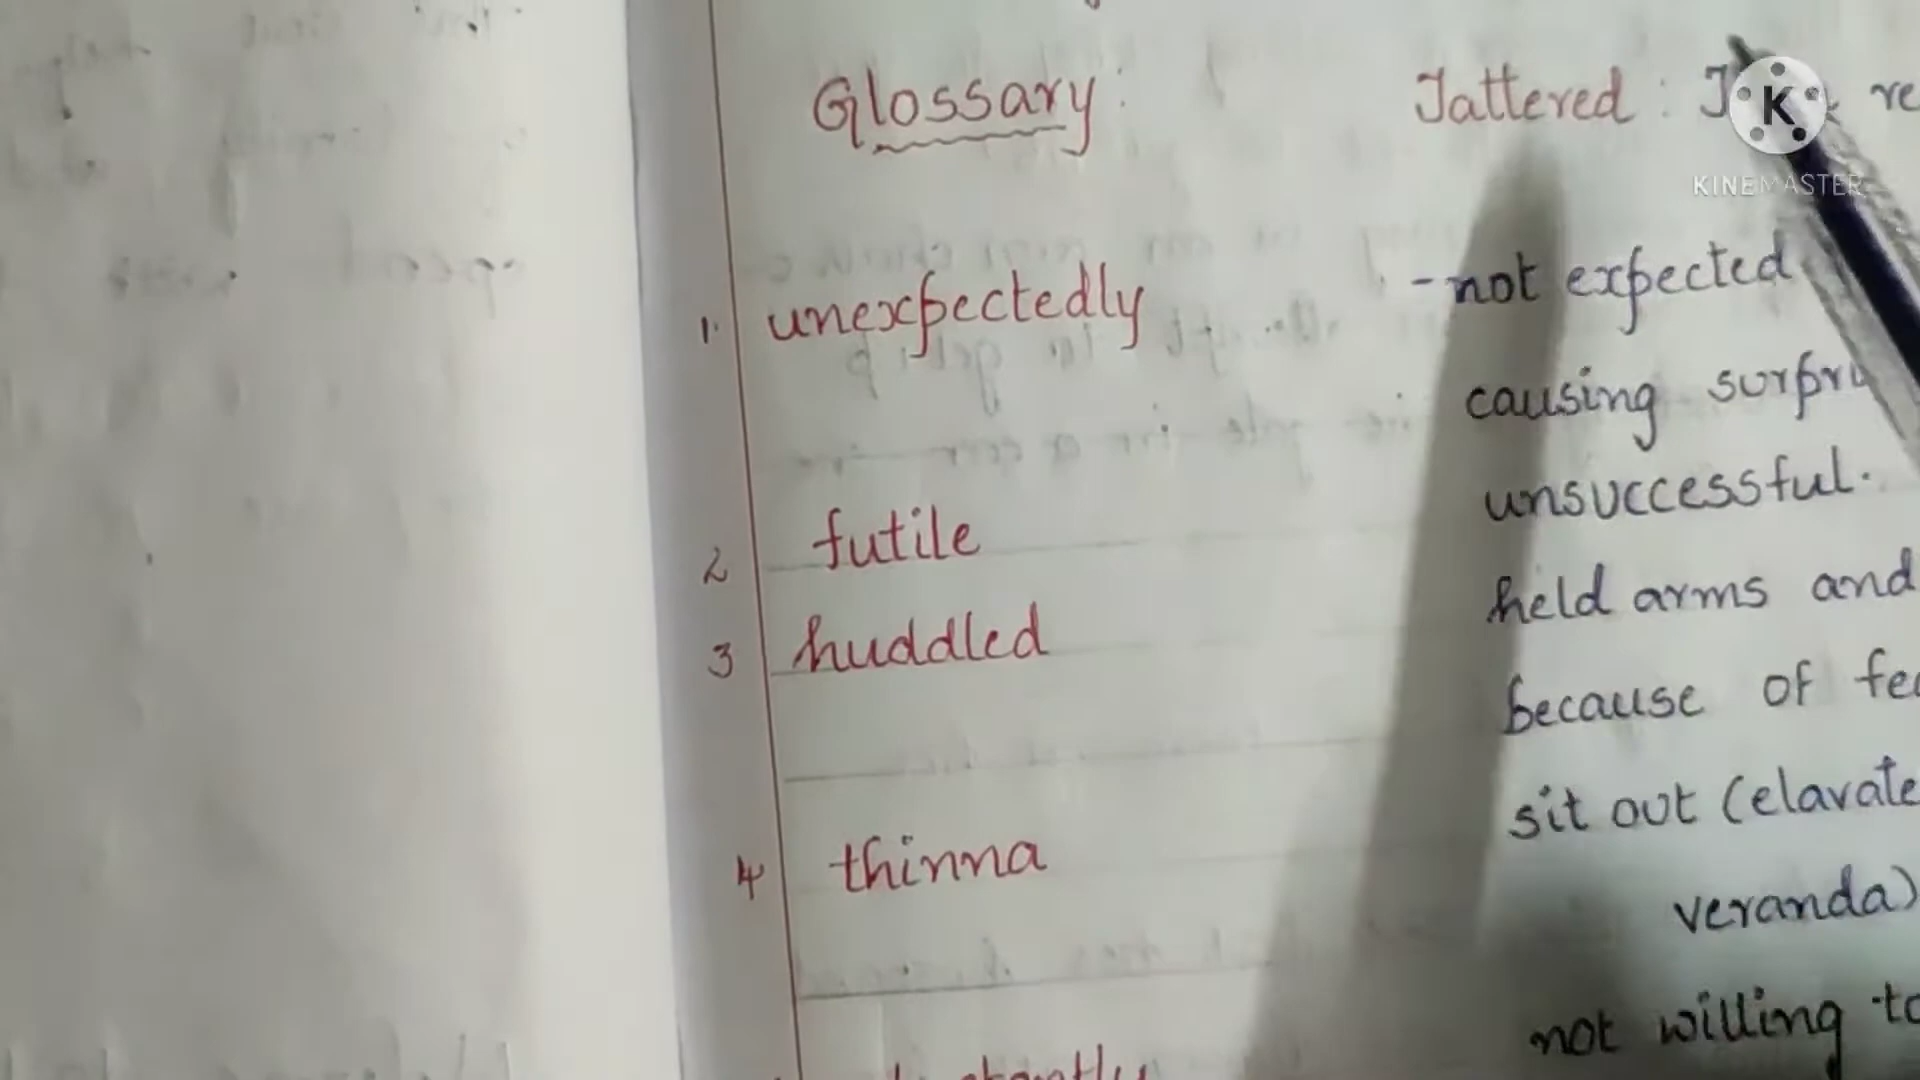 Glossary: Tattered :
1. unexpectedly - not expected
causing
2 futile unsuccessful.
3 huddled held arms and
because of
4 thinna sit out (elavate
veranda)
not willing to
K
KINEMASTER